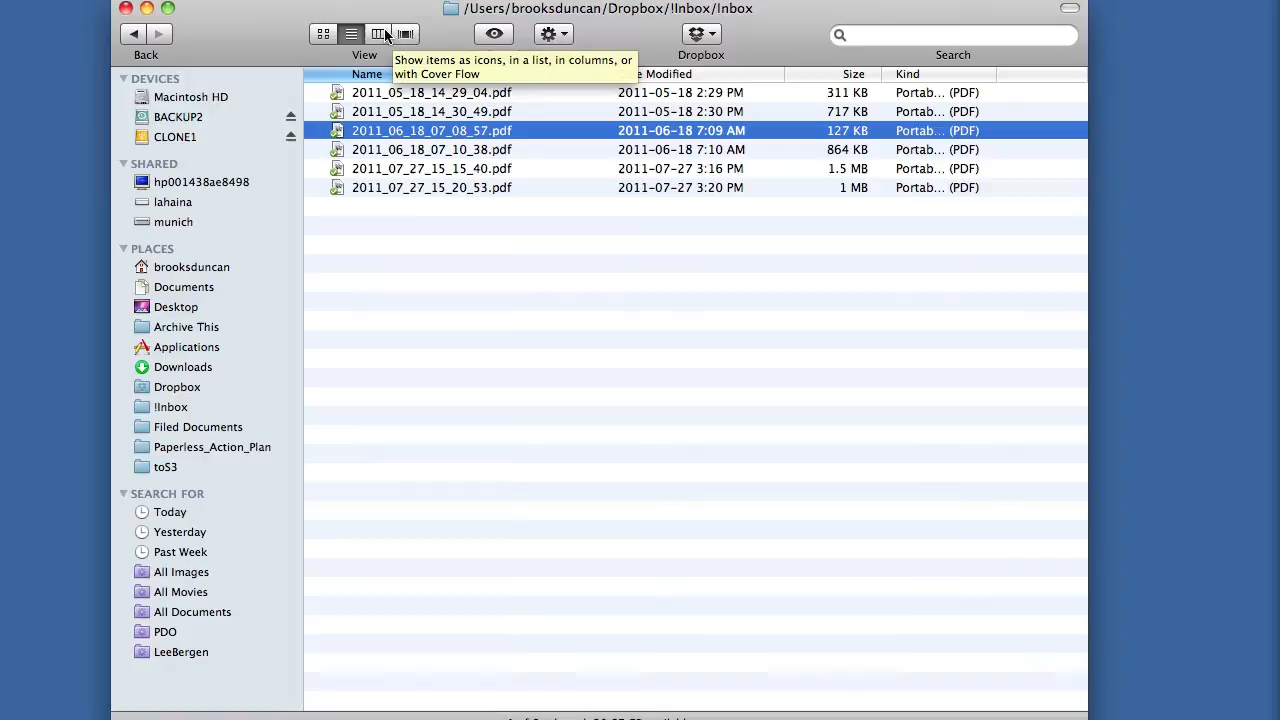 /Users/brooksduncan/Dropbox/!Inbox/Inbox
Back
View
Dropbox
Search
Show items as icons, in a list, in columns, or
with Cover Flow
Name
e Modified
Size
Kind
2011_05_18_14_29_04.pdf 2011-05-18 2:29 PM 311 KB Portab... (PDF)
2011_05_18_14_30_49.pdf 2011-05-18 2:30 PM 717 KB Portab... (PDF)
2011_06_18_07_08_57.pdf 2011-06-18 7:09 AM 127 KB Portab... (PDF)
2011_06_18_07_10_38.pdf 2011-06-18 7:10 AM 864 KB Portab... (PDF)
2011_07_27_15_15_40.pdf 2011-07-27 3:16 PM 1.5 MB Portab... (PDF)
2011_07_27_15_20_53.pdf 2011-07-27 3:20 PM 1 MB Portab... (PDF)
DEVICES
Macintosh HD
BACKUP2
CLONE1
SHARED
hp001438ae8498
lahaina
munich
PLACES
brooksduncan
Documents
Desktop
Archive This
Applications
Downloads
Dropbox
!Inbox
Filed Documents
Paperless_Action_Plan
toS3
SEARCH FOR
Today
Yesterday
Past Week
All Images
All Movies
All Documents
PDO
LeeBergen